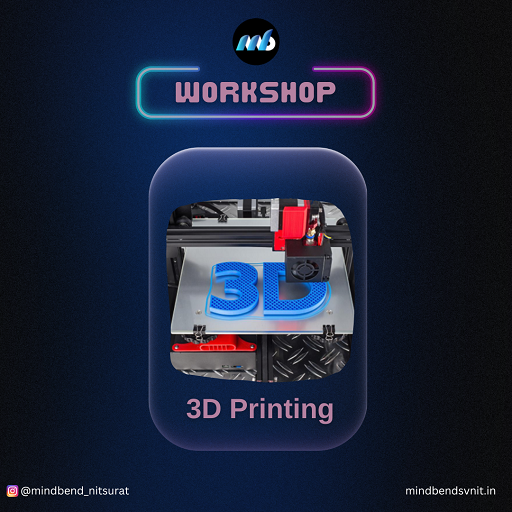 mb
WORKSHOP
3D
3D Printing
@mindbend_nitsurat
mindbendsvnit.in